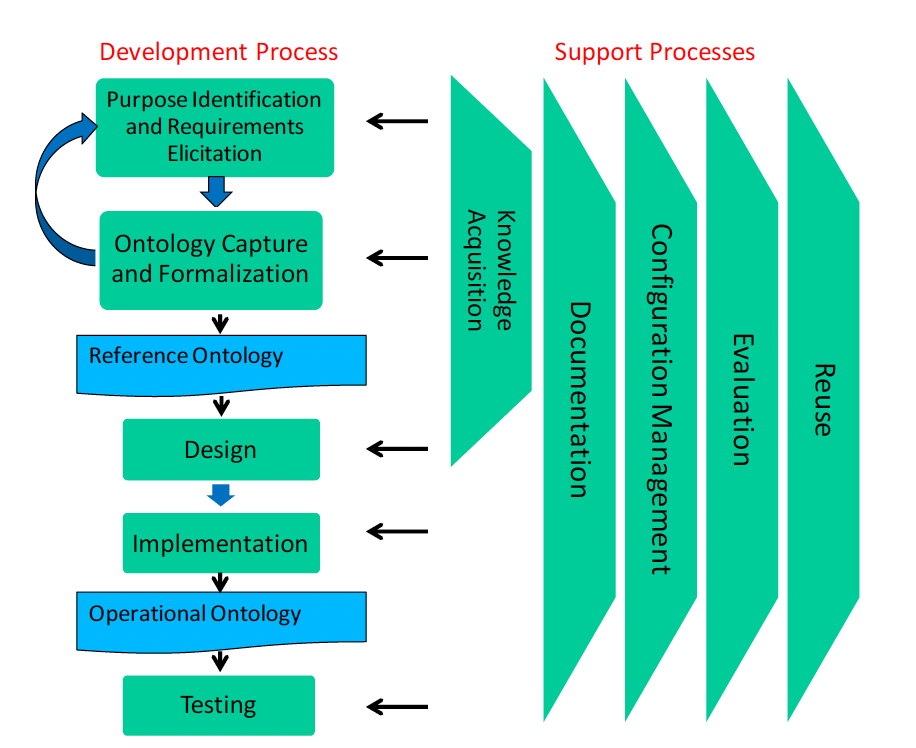 Development Process
Purpose Identification
and Requirements
Elicitation
Ontology Capture
and Formalization
Reference Ontology
Design
Implementation
Operational Ontology
Testing
Support Processes
Knowledge
Acquisition
Documentation
Configuration Management
Evaluation
Reuse